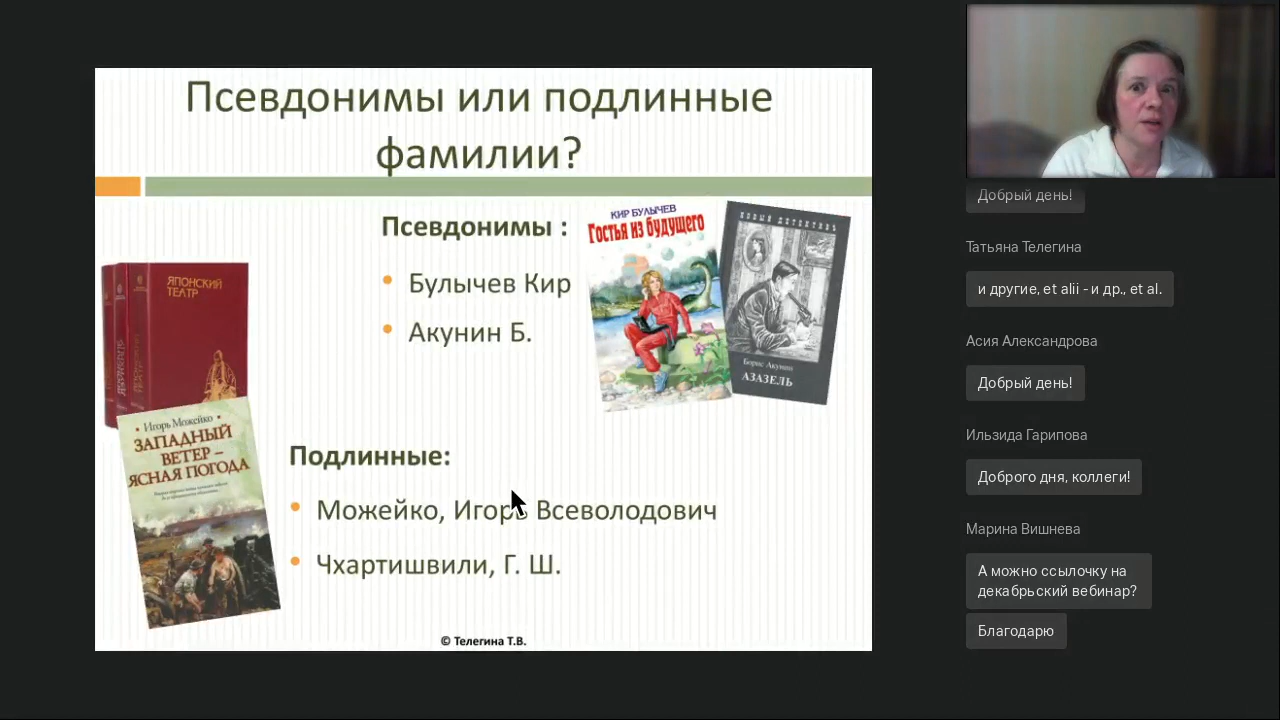 Псевдонимы или подлинные
фамилии?
Псевдонимы :
• Булычев Кир
• Акунин Б.
КИР БУЛЫЧЕВ
Гостья из будущего
НОВЫЙ ДЕТЕКТИВЪ
Борис Акунин
АЗАЗЕЛЬ
ЯПОНСКИЙ
ТЕАТР
• Игорь Можейко •
ЗАПАДНЫЙ
ВЕТЕР –
ЯСНАЯ ПОГОДА
Подлинные:
• Можейко, Игорь Всеволодович
• Чхартишвили, Г. Ш.
© Телегина Т.В.
Добрый день!
Татьяна Телегина
и другие, et alii - и др., et al.
Асия Александрова
Добрый день!
Ильзида Гарипова
Доброго дня, коллеги!
Марина Вишнева
А можно ссылочку на
декабрьский вебинар?
Благодарю